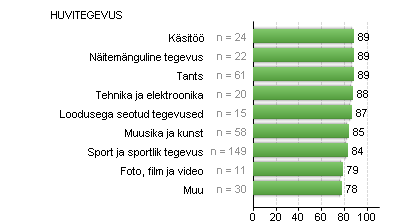 HUVITEGEVUS
Käsitöö n = 24 89
Näitemänguline tegevus n = 22 89
Tants n = 61 89
Tehnika ja elektroonika n = 20 88
Loodusega seotud tegevused n = 15 87
Muusika ja kunst n = 58 85
Sport ja sportlik tegevus n = 149 84
Foto, film ja video n = 11 79
Muu n = 30 78
0 20 40 60 80 100